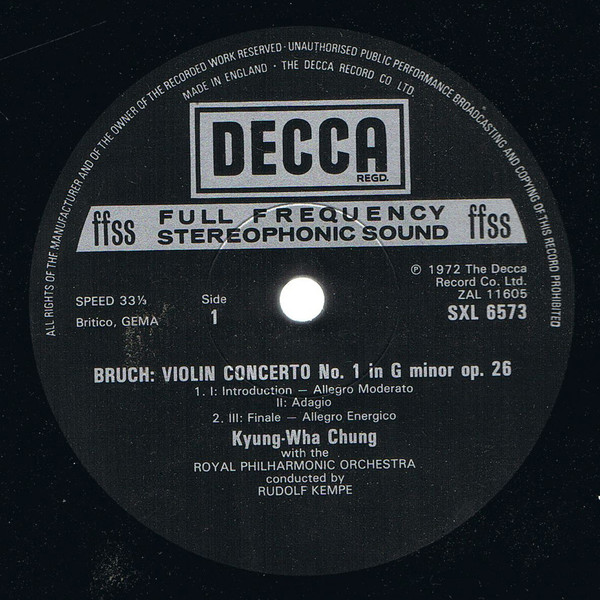 ALL RIGHTS OF THE MANUFACTURER AND OF THE OWNER OF THE RECORDED WORK RESERVED · UNAUTHORISED PUBLIC PERFORMANCE BROADCASTING AND COPYING OF THIS RECORD PROHIBITED
MADE IN ENGLAND · THE DECCA RECORD CO LTD.
DECCA
REGD.
ffss FULL FREQUENCY STEREOPHONIC SOUND ffss
℗ 1972 The Decca
Record Co. Ltd.
ZAL 11605
SXL 6573
SPEED 33⅓
Britico, GEMA
Side
1
BRUCH: VIOLIN CONCERTO No. 1 in G minor op. 26
1. I: Introduction — Allegro Moderato
II: Adagio
2. III: Finale — Allegro Energico
Kyung-Wha Chung
with the
ROYAL PHILHARMONIC ORCHESTRA
conducted by
RUDOLF KEMPE